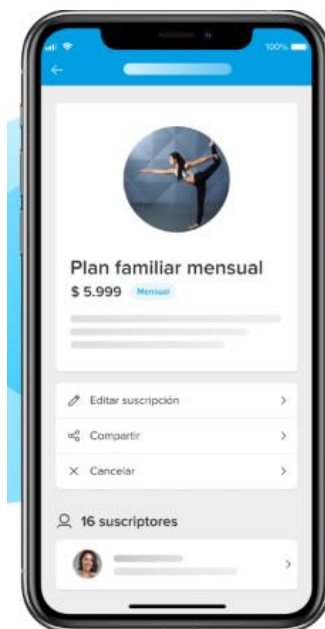 100%
Plan familiar mensual
$ 5.999 Mensual
Editar suscripción
Compartir
Cancelar
16 suscriptores